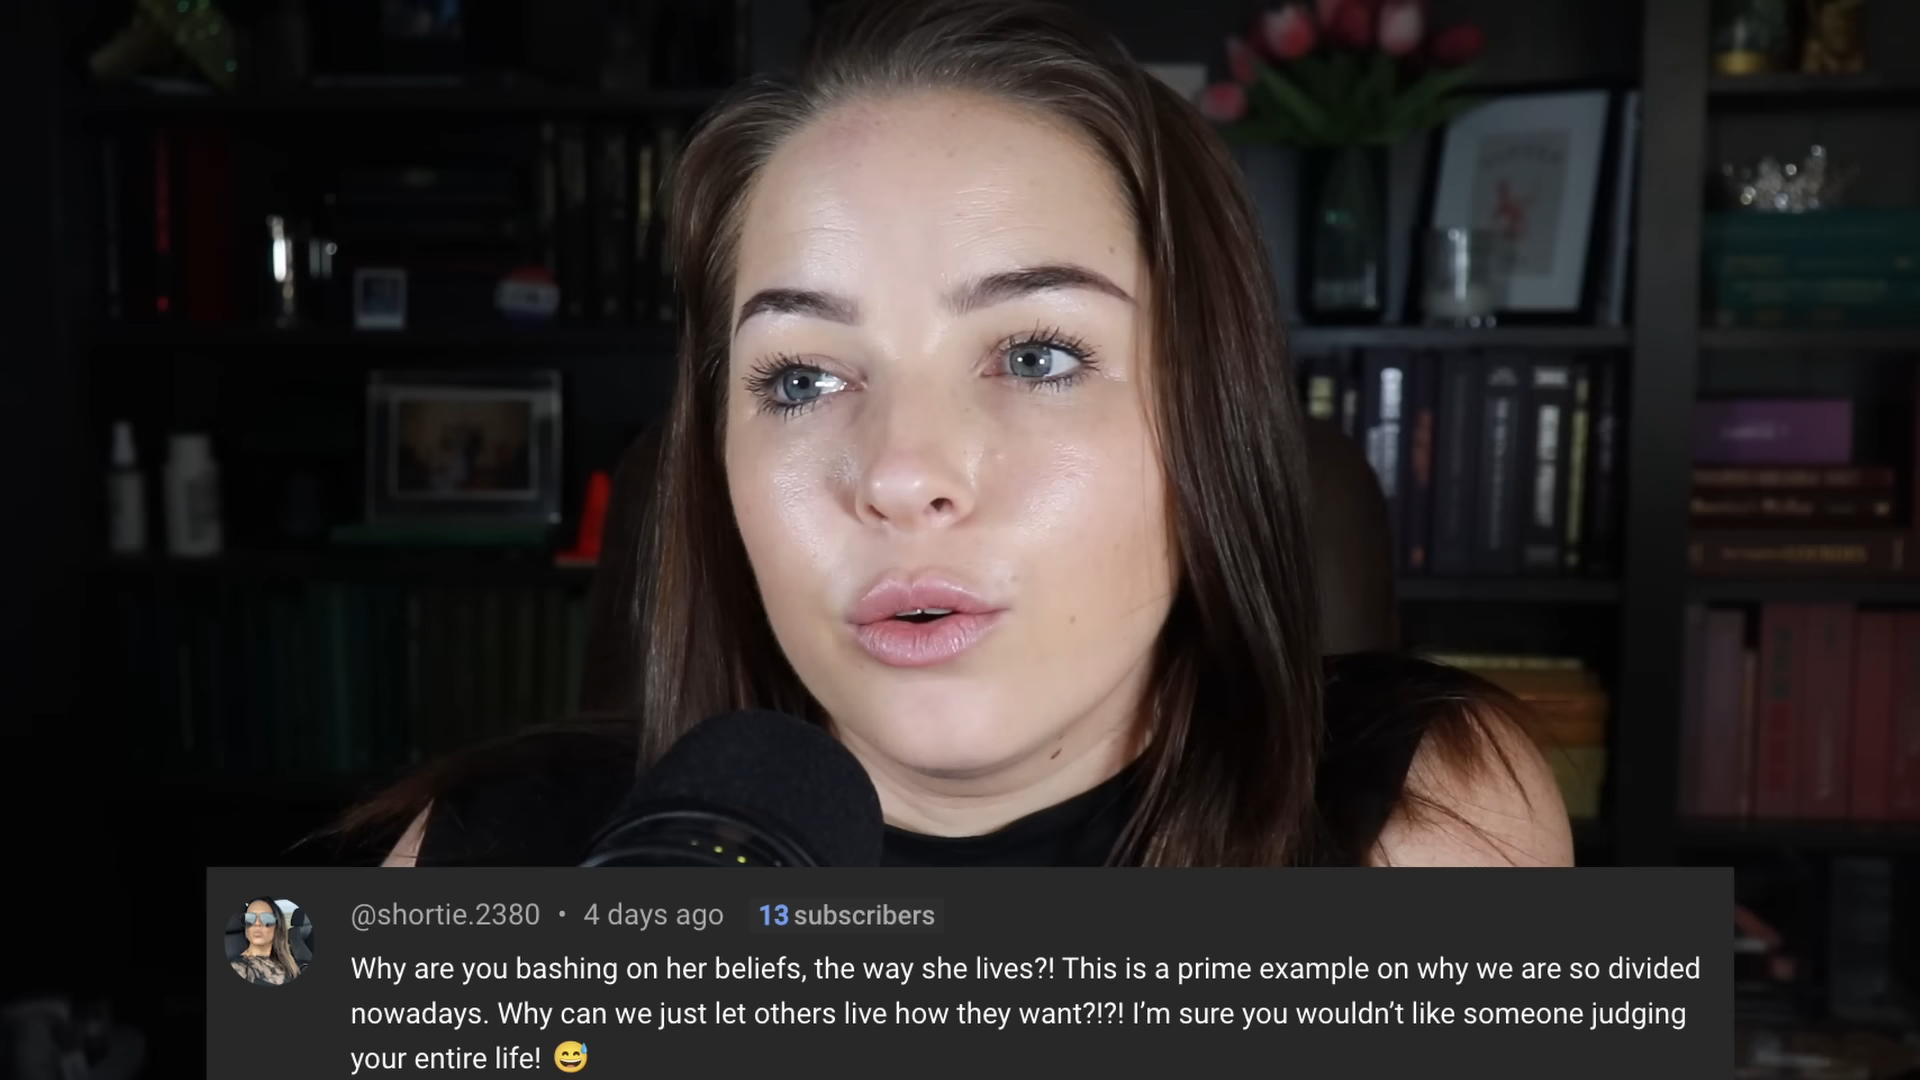 @shortie.2380 • 4 days ago 13 subscribers
Why are you bashing on her beliefs, the way she lives?! This is a prime example on why we are so divided
nowadays. Why can we just let others live how they want?!?! I’m sure you wouldn’t like someone judging
your entire life! 😅